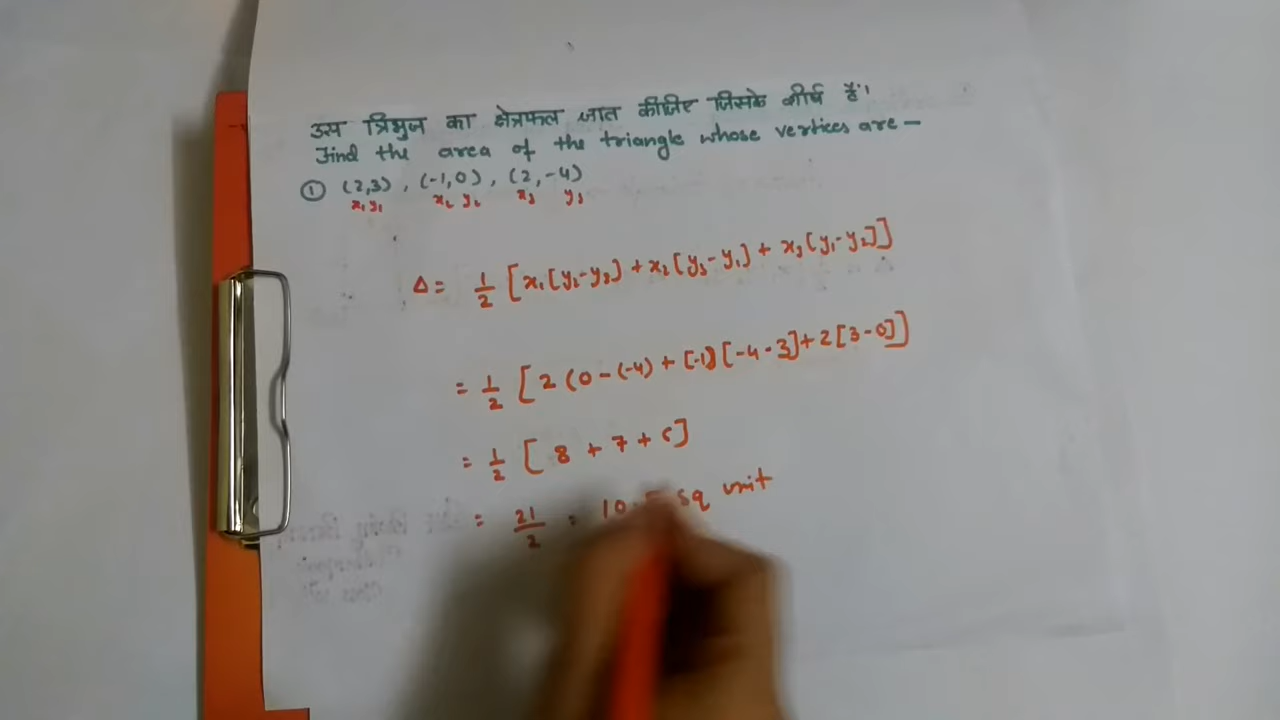 उस त्रिभुज का क्षेत्रफल ज्ञात कीजिए जिसके शीर्ष हैं।
Find the area of the triangle whose vertices are -
① (2,3) , (-1,0) , (2,-4)
x₁ y₁ x₂ y₂ x₃ y₃
Δ = 1/2 [x₁[y₂-y₃] + x₂[y₃-y₁] + x₃[y₁-y₂]]
= 1/2 [2(0-(-4) + [-1)[-4-3] + 2[3-0]]
= 1/2 [8 + 7 + 6]
= 21/2 = 10.5 sq unit